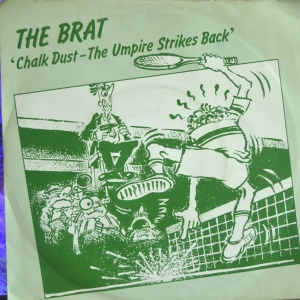 THE BRAT
'Chalk Dust - The Umpire Strikes Back'